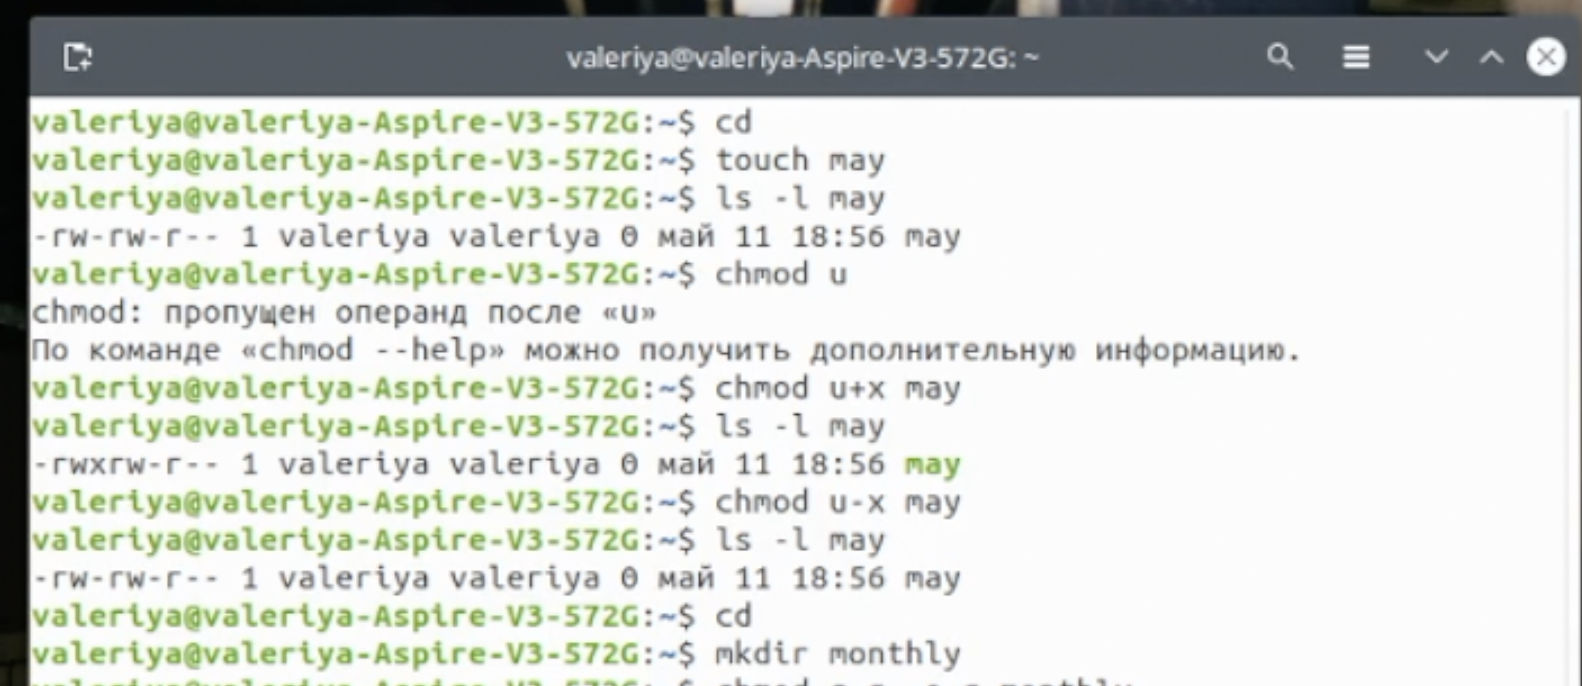 valeriya@valeriya-Aspire-V3-572G: ~
valeriya@valeriya-Aspire-V3-572G:~$ cd
valeriya@valeriya-Aspire-V3-572G:~$ touch may
valeriya@valeriya-Aspire-V3-572G:~$ ls -l may
-rw-rw-r-- 1 valeriya valeriya 0 май 11 18:56 may
valeriya@valeriya-Aspire-V3-572G:~$ chmod u
chmod: пропущен операнд после «u»
По команде «chmod --help» можно получить дополнительную информацию.
valeriya@valeriya-Aspire-V3-572G:~$ chmod u+x may
valeriya@valeriya-Aspire-V3-572G:~$ ls -l may
-rwxrw-r-- 1 valeriya valeriya 0 май 11 18:56 may
valeriya@valeriya-Aspire-V3-572G:~$ chmod u-x may
valeriya@valeriya-Aspire-V3-572G:~$ ls -l may
-rw-rw-r-- 1 valeriya valeriya 0 май 11 18:56 may
valeriya@valeriya-Aspire-V3-572G:~$ cd
valeriya@valeriya-Aspire-V3-572G:~$ mkdir monthly